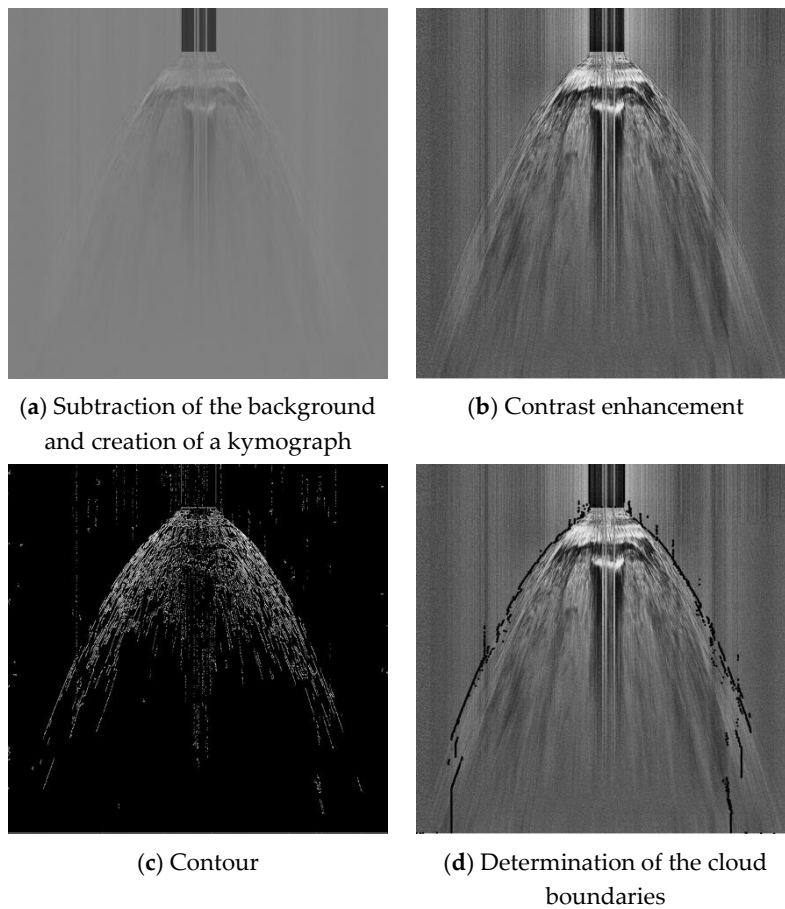 (a) Subtraction of the background
and creation of a kymograph
(b) Contrast enhancement
(c) Contour
(d) Determination of the cloud
boundaries